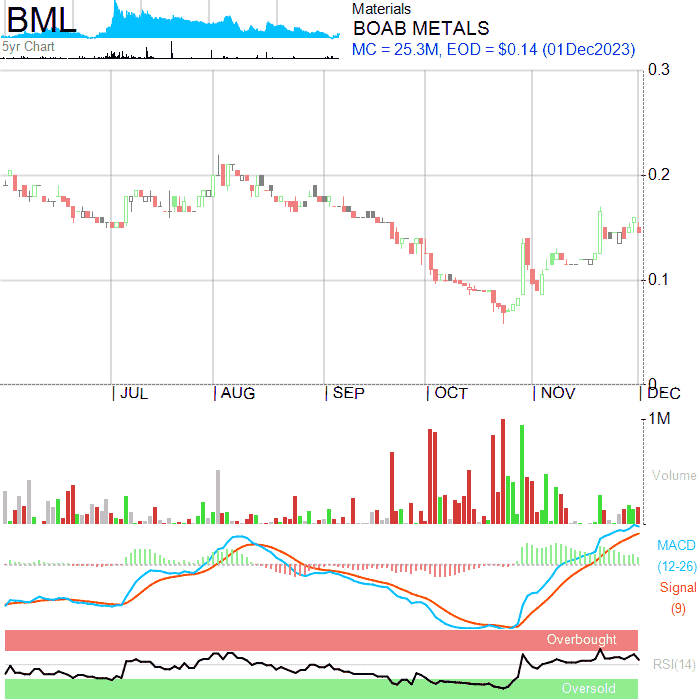 BML
5yr Chart
Materials
BOAB METALS
MC = 25.3M, EOD = $0.14 (01Dec2023)
0.3
0.2
0.1
0
JUL AUG SEP OCT NOV DEC
1M
Volume
MACD
(12-26)
Signal
(9)
Overbought
RSI(14)
Oversold